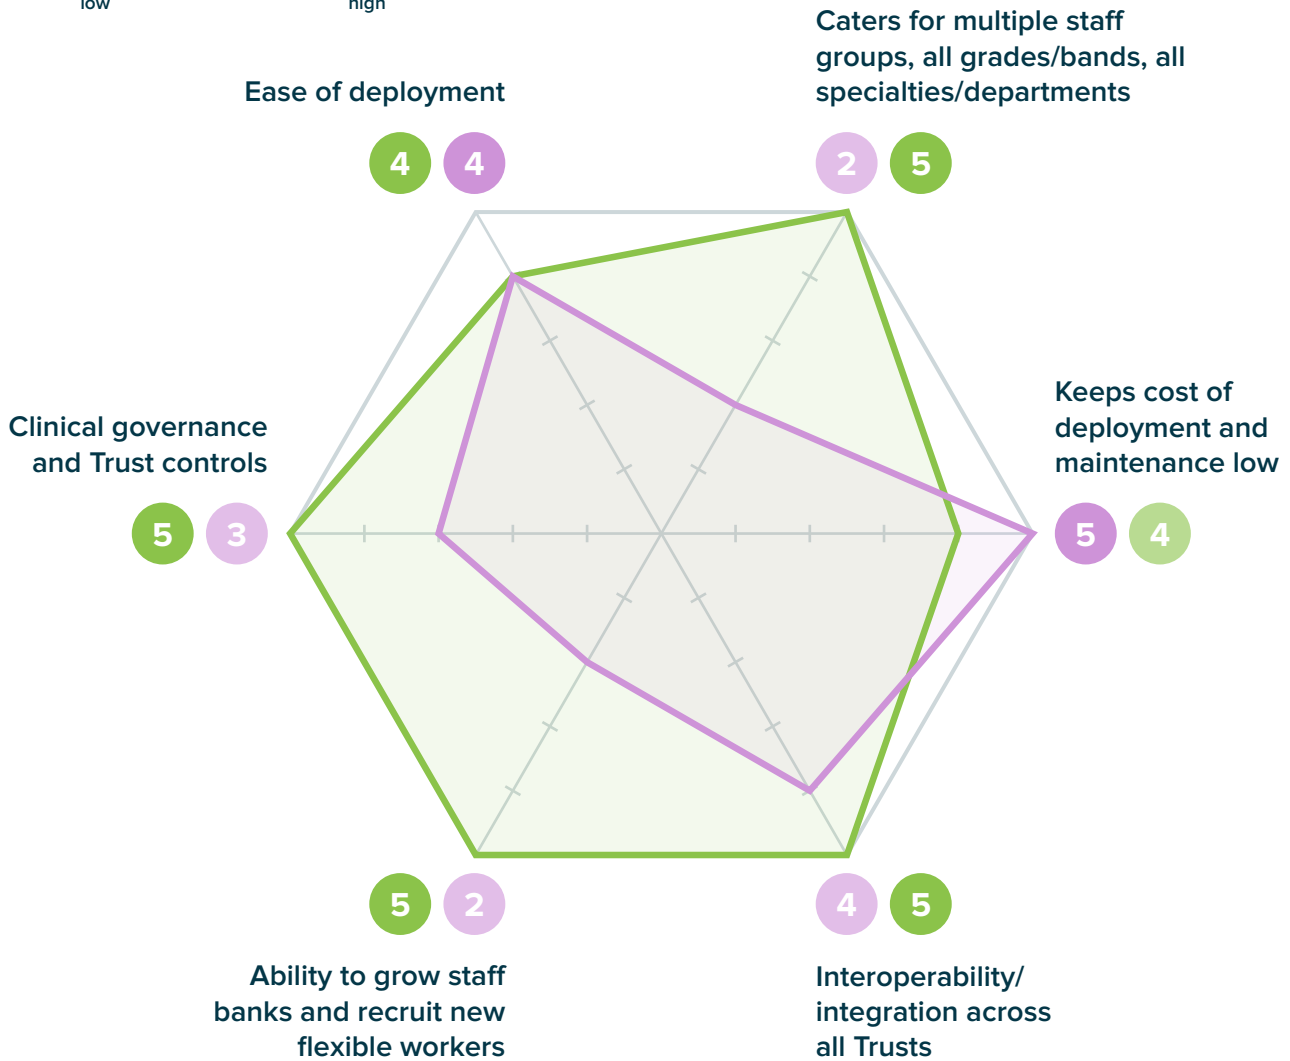 low high
Caters for multiple staff
groups, all grades/bands, all
specialties/departments
Ease of deployment
4 4
2 5
Keeps cost of
deployment and
maintenance low
Clinical governance
and Trust controls
5 3
5 4
5 2
4 5
Ability to grow staff
banks and recruit new
flexible workers
Interoperability/
integration across
all Trusts